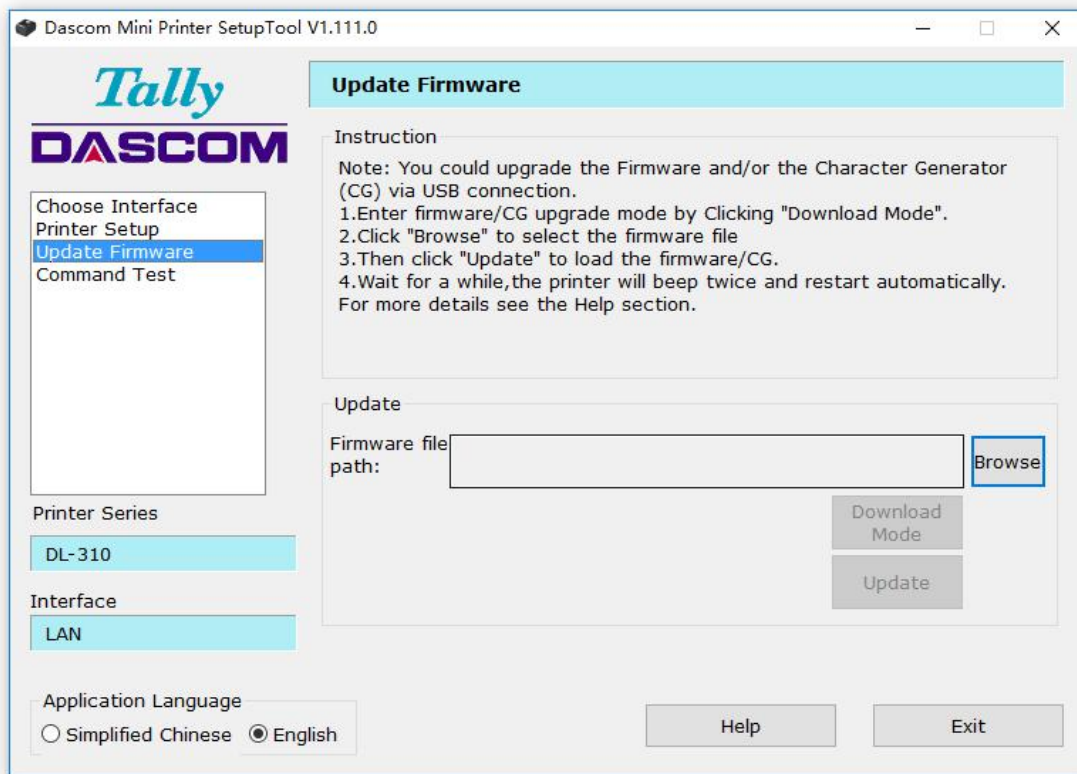 Dascom Mini Printer SetupTool V1.111.0
Tally
DASCOM
Choose Interface
Printer Setup
Update Firmware
Command Test
Printer Series
DL-310
Interface
LAN
Application Language
Simplified Chinese
English
Update Firmware
Instruction
Note: You could upgrade the Firmware and/or the Character Generator
(CG) via USB connection.
1.Enter firmware/CG upgrade mode by Clicking "Download Mode".
2.Click "Browse" to select the firmware file
3.Then click "Update" to load the firmware/CG.
4.Wait for a while,the printer will beep twice and restart automatically.
For more details see the Help section.
Update
Firmware file
path:
Browse
Download
Mode
Update
Help
Exit